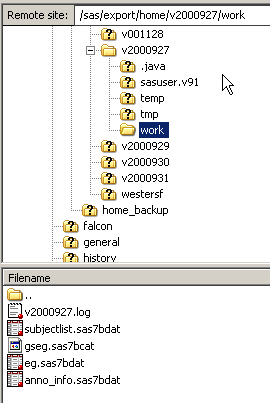 Remote site: /sas/export/home/v2000927/work
v001128
v2000927
.java
sasuser.v91
temp
tmp
work
v2000929
v2000930
v2000931
westersf
home_backup
falcon
general
history
Filename
..
v2000927.log
subjectlist.sas7bdat
gseg.sas7bcat
eg.sas7bdat
anno_info.sas7bdat